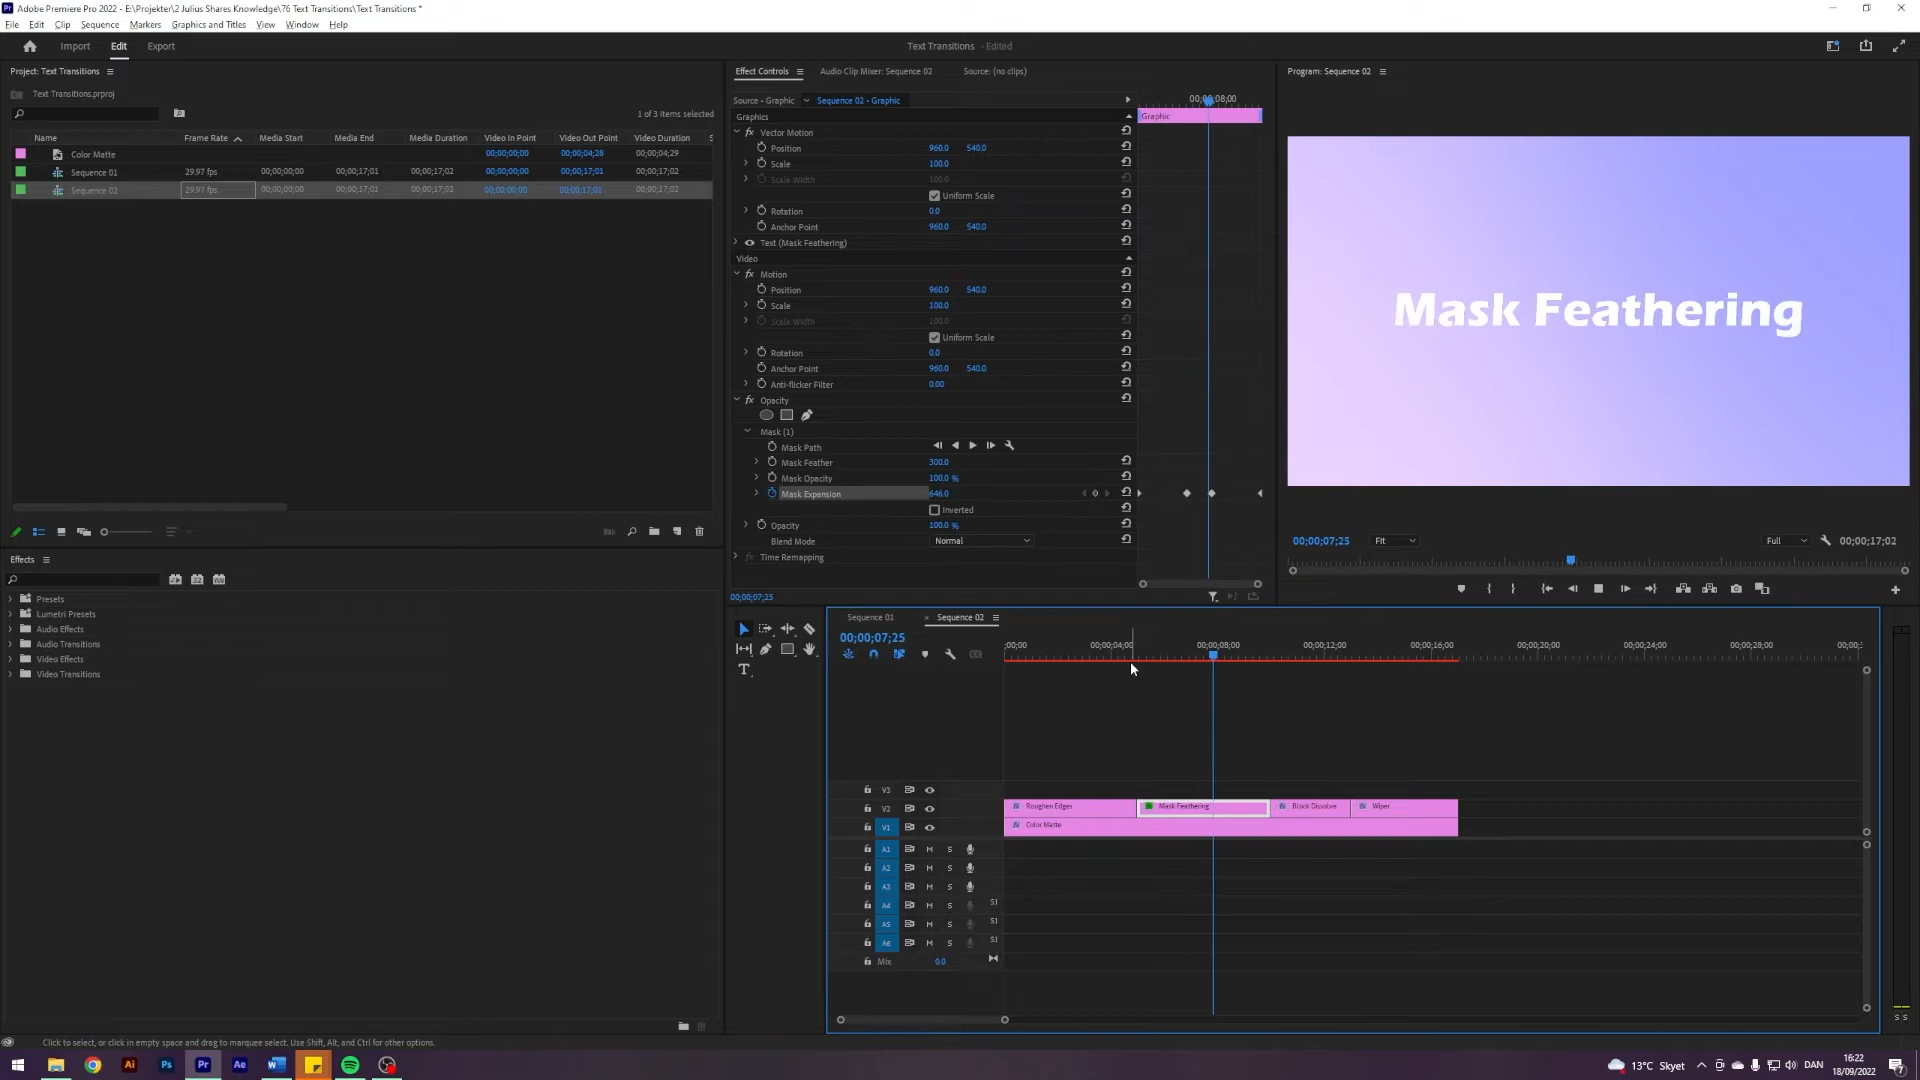 Adobe Premiere Pro 2022 - E:\Projekter\2 Julius Shares Knowledge\76 Text Transitions\Text Transitions *
File Edit Clip Sequence Markers Graphics and Titles View Window Help
Import Edit Export
Text Transitions - Edited
Project: Text Transitions
Text Transitions.prproj
1 of 3 items selected
Name Frame Rate Media Start Media End Media Duration Video In Point Video Out Point Video Duration S
Color Matte 00;00;00;00 00;00;04;28 00;00;04;29
Sequence 01 29.97 fps 00;00;00;00 00;00;17;01 00;00;17;02 00;00;00;00 00;00;17;01 00;00;17;02
Sequence 02 29.97 fps 00;00;00;00 00;00;17;01 00;00;17;02 00;00;00;00 00;00;17;01 00;00;17;02
Effects
Presets
Lumetri Presets
Audio Effects
Audio Transitions
Video Effects
Video Transitions
Effect Controls Audio Clip Mixer: Sequence 02 Source: (no clips)
Source - Graphic Sequence 02 - Graphic
00;00;08;00
Graphics
Graphic
Vector Motion
Position 960.0 540.0
Scale 100.0
Scale Width 100.0
Uniform Scale
Rotation 0.0
Anchor Point 960.0 540.0
Text (Mask Feathering)
Video
Motion
Position 960.0 540.0
Scale 100.0
Scale Width 100.0
Uniform Scale
Rotation 0.0
Anchor Point 960.0 540.0
Anti-flicker Filter 0.00
Opacity
Mask (1)
Mask Path
Mask Feather 300.0
Mask Opacity 100.0 %
Mask Expansion 646.0
Inverted
Opacity 100.0 %
Blend Mode Normal
Time Remapping
00;00;07;25
Program: Sequence 02
Mask Feathering
00;00;07;25 Fit Full 00;00;17;02
Sequence 01 Sequence 02
00;00;07;25
;00;00 00;00;04;00 00;00;08;00 00;00;12;00 00;00;16;00 00;00;20;00 00;00;24;00 00;00;28;00 00;00;
V3
V2 Roughen Edges Mask Feathering Block Dissolve Wiper
V1 Color Matte
A1 M S
A2 M S
A3 M S
A4 M S S1
A5 M S S1
A6 M S S1
Mix 0.0
S S
Click to select, or click in empty space and drag to marquee select. Use Shift, Alt, and Ctrl for other options.
Ai Ps Pr Ae W
13°C Skyet DAN
16:22
18/09/2022